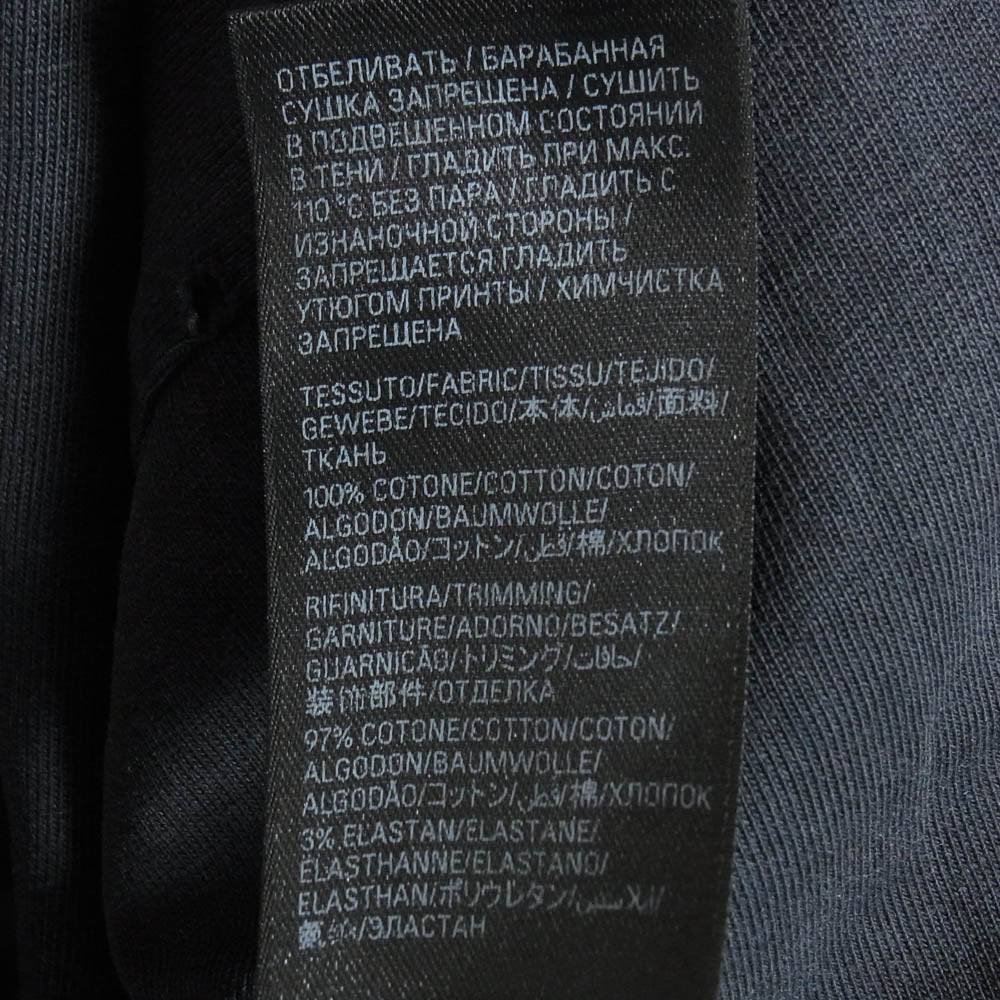 ОТБЕЛИВАТЬ / БАРАБАННАЯ
СУШКА ЗАПРЕЩЕНА / СУШИТЬ
В ПОДВЕШЕННОМ СОСТОЯНИИ
В ТЕНИ / ГЛАДИТЬ ПРИ МАКС.
110 °C БЕЗ ПАРА / ГЛАДИТЬ С
ИЗНАНОЧНОЙ СТОРОНЫ /
ЗАПРЕЩАЕТСЯ ГЛАДИТЬ
УТЮГОМ ПРИНТЫ / ХИМЧИСТКА
ЗАПРЕЩЕНА
TESSUTO/FABRIC/TISSU/TEJIDO/
GEWEBE/TECIDO/本体/قماش/面料/
ТКАНЬ
100% COTONE/COTTON/COTON/
ALGODON/BAUMWOLLE/
ALGODÃO/コットン/قطن/棉/ХЛОПОК
RIFINITURA/TRIMMING/
GARNITURE/ADORNO/BESATZ/
GUARNICÃO/トリミング/حافات/
装饰部件/ОТДЕЛКА
97% COTONE/COTTON/COTON/
ALGODON/BAUMWOLLE/
ALGODÃO/コットン/قطن/棉/ХЛОПОК
3% ELASTAN/ELASTANE/
ELASTHANNE/ELASTANO/
ELASTHAN/ポリウレタン/
氨纶/ЭЛАСТАН